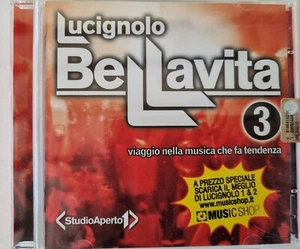 Lucignolo
Bellavita
3
viaggio nella musica che fa tendenza
A PREZZO SPECIALE
SCARICA IL MEGLIO
DI LUCIGNOLO 1 & 2
www.musicshop.it
MUSICSHOP
StudioAperto